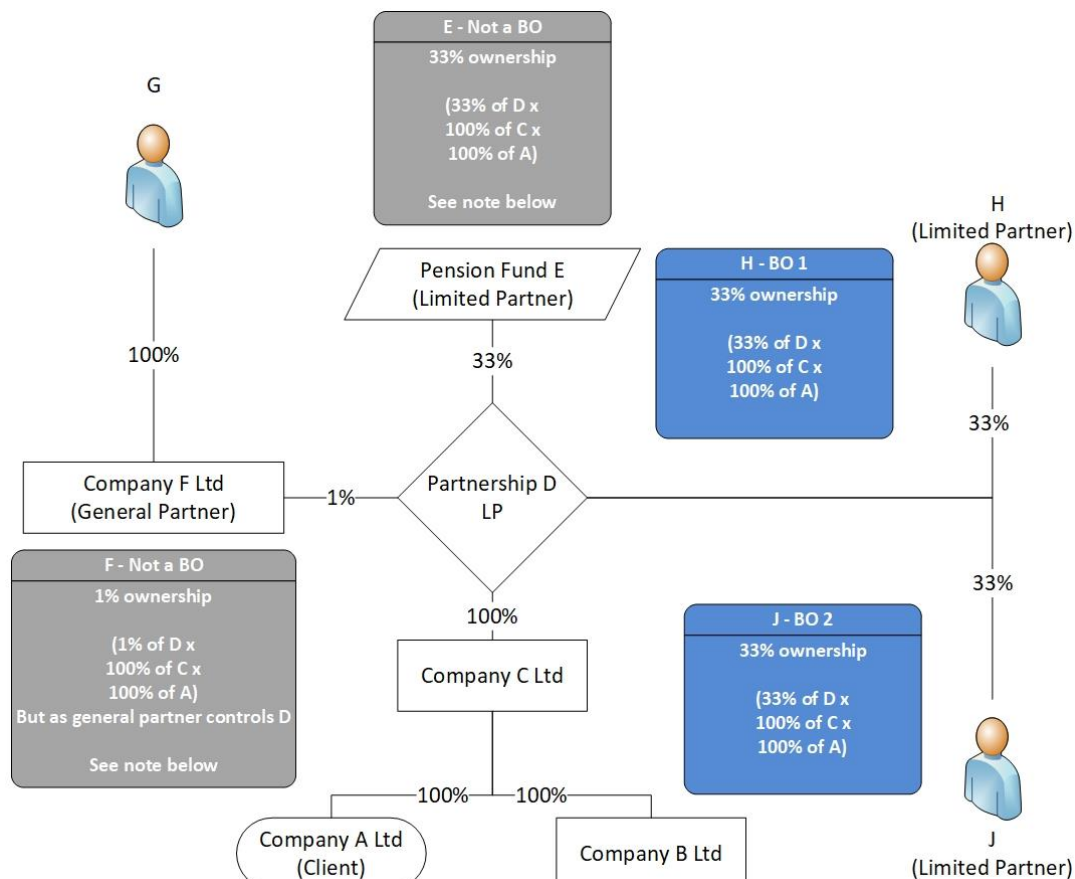 E - Not a BO
33% ownership
(33% of D x
100% of C x
100% of A)
See note below
G
H
(Limited Partner)
Pension Fund E
(Limited Partner)
H - BO 1
33% ownership
(33% of D x
100% of C x
100% of A)
100%
33%
33%
Company F Ltd
(General Partner)
1%
Partnership D
LP
F - Not a BO
1% ownership
(1% of D x
100% of C x
100% of A)
But as general partner controls D
See note below
100%
33%
J - BO 2
33% ownership
(33% of D x
100% of C x
100% of A)
Company C Ltd
100%
100%
Company A Ltd
(Client)
Company B Ltd
J
(Limited Partner)